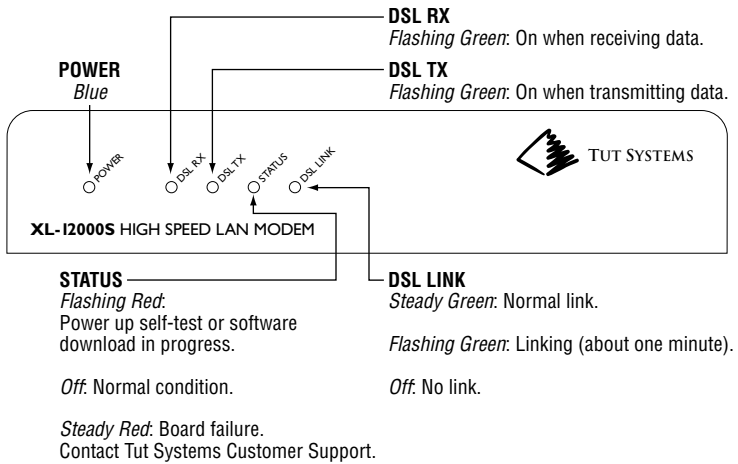 DSL RX
Flashing Green: On when receiving data.
POWER
Blue
DSL TX
Flashing Green: On when transmitting data.
POWER
DSL RX
DSL TX
STATUS
DSL LINK
TUT SYSTEMS
XL-12000S HIGH SPEED LAN MODEM
STATUS
Flashing Red:
Power up self-test or software
download in progress.
Off: Normal condition.
Steady Red: Board failure.
Contact Tut Systems Customer Support.
DSL LINK
Steady Green: Normal link.
Flashing Green: Linking (about one minute).
Off: No link.